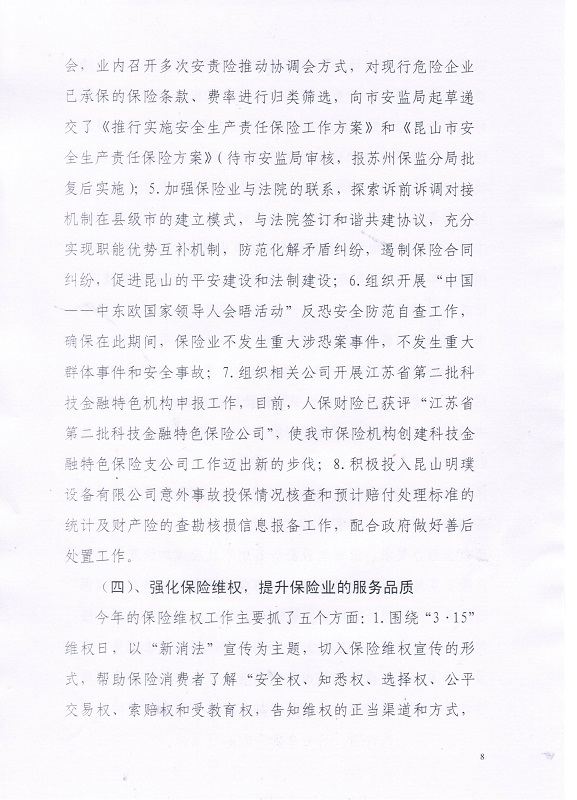 会，业内召开多次安责险推动协调会方式，对现行危险企业
已承保的保险条款、费率进行归类筛选，向市安监局起草递
交了《推行实施安全生产责任保险工作方案》和《昆山市安
全生产责任保险方案》（待市安监局审核，报苏州保监分局批
复后实施）；5.加强保险业与法院的联系，探索诉前诉调对接
机制在县级市的建立模式，与法院签订和谐共建协议，充分
实现职能优势互补机制，防范化解矛盾纠纷，遏制保险合同
纠纷，促进昆山的平安建设和法制建设；6.组织开展“中国
——中东欧国家领导人会晤活动”反恐安全防范自查工作，
确保在此期间，保险业不发生重大涉恐案事件，不发生重大
群体事件和安全事故；7.组织相关公司开展江苏省第二批科
技金融特色机构申报工作，目前，人保财险已获评“江苏省
第二批科技金融特色保险公司”，使我市保险机构创建科技金
融特色保险支公司工作迈出新的步伐；8.积极投入昆山明璞
设备有限公司意外事故投保情况核查和预计赔付处理标准的
统计及财产险的查勘核损信息报备工作，配合政府做好善后
处置工作。
（四）、强化保险维权，提升保险业的服务品质
今年的保险维权工作主要抓了五个方面：1.围绕“3·15”
维权日，以“新消法”宣传为主题，切入保险维权宣传的形
式，帮助保险消费者了解“安全权、知悉权、选择权、公平
交易权、索赔权和受教育权，告知维权的正当渠道和方式，
8